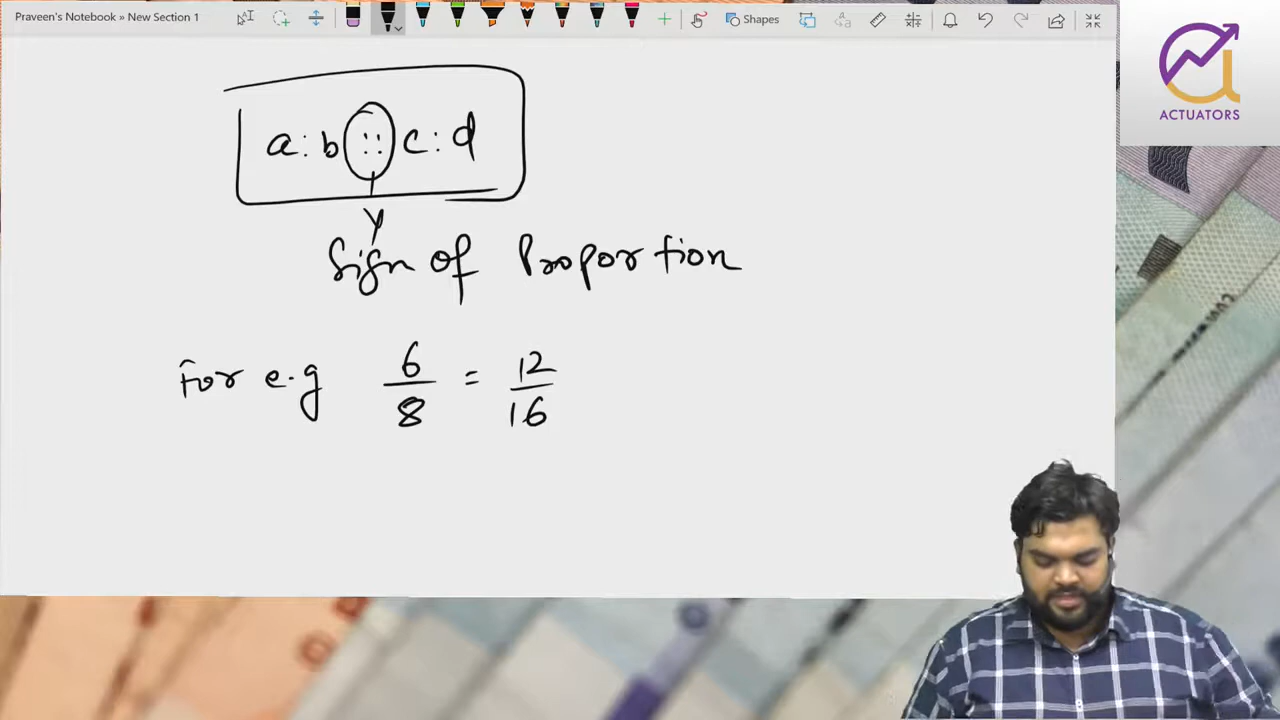 Praveen's Notebook » New Section 1
Shapes
ACTUATORS
a:b :: c:d
Sign of Proportion
For e.g 6/8 = 12/16